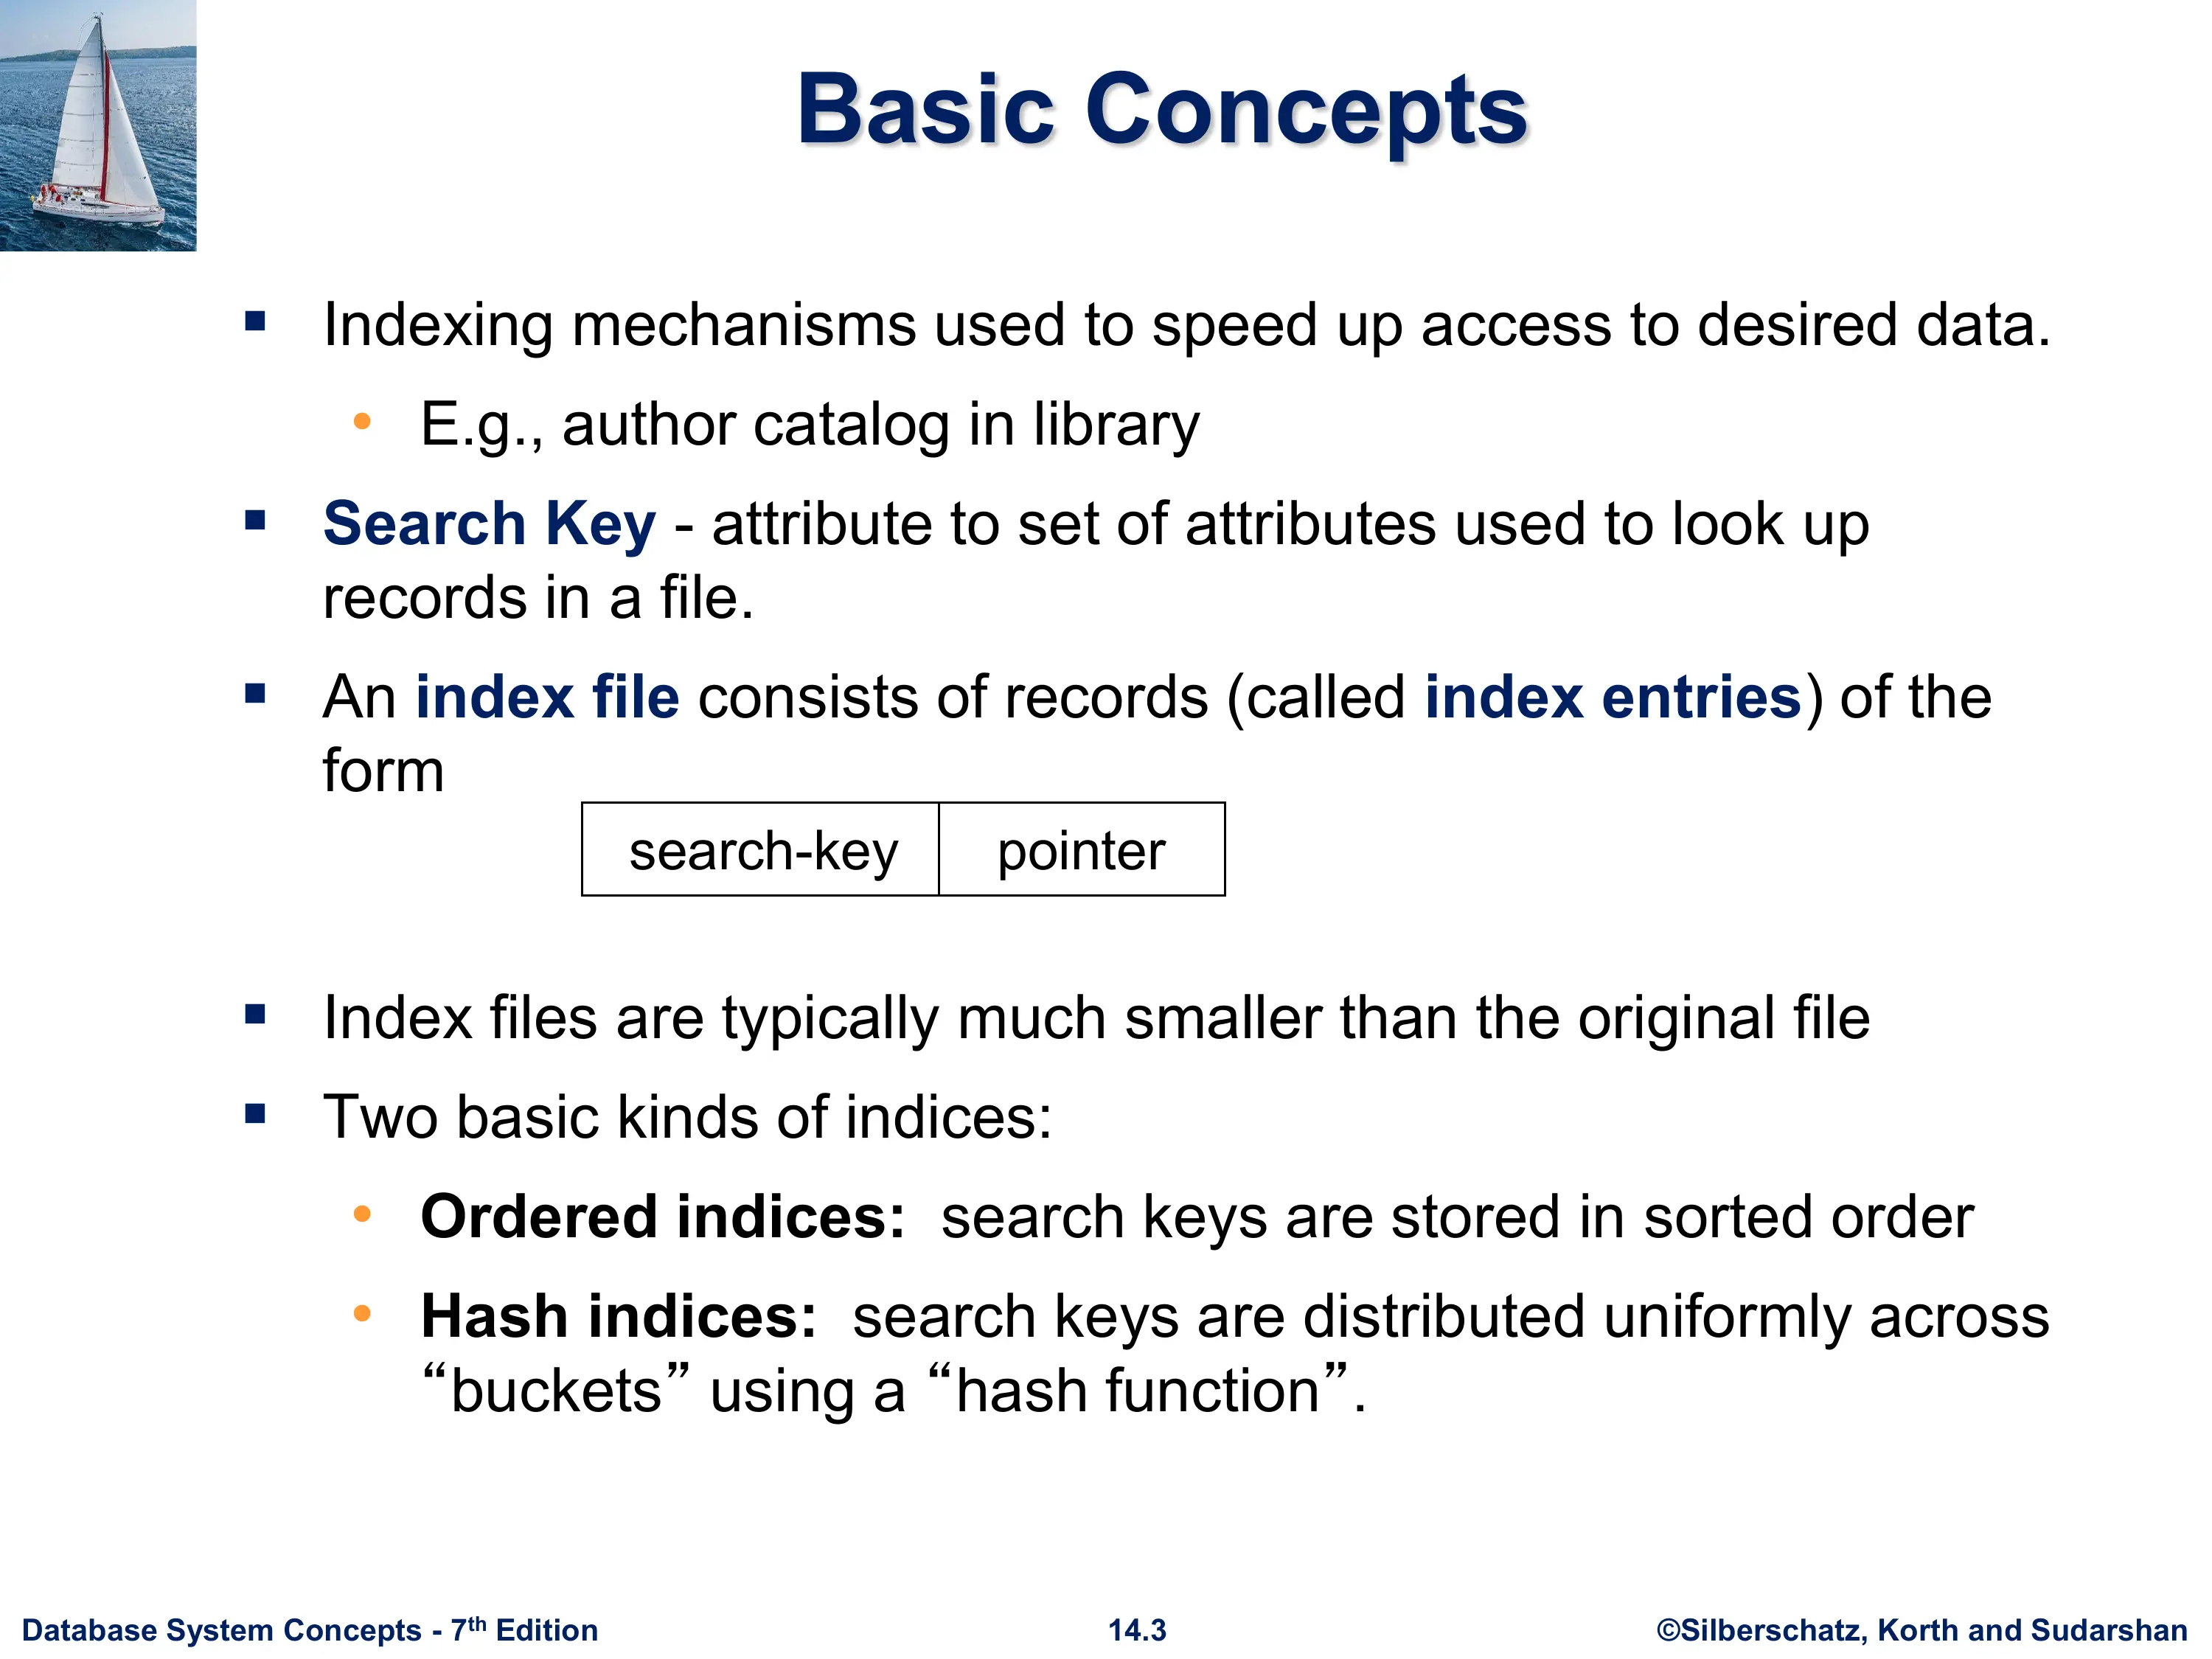 Basic Concepts
▪ Indexing mechanisms used to speed up access to desired data.
• E.g., author catalog in library
▪ Search Key - attribute to set of attributes used to look up
records in a file.
▪ An index file consists of records (called index entries) of the
form
search-key pointer
▪ Index files are typically much smaller than the original file
▪ Two basic kinds of indices:
• Ordered indices: search keys are stored in sorted order
• Hash indices: search keys are distributed uniformly across
“buckets” using a “hash function”.
Database System Concepts - 7th Edition 14.3 ©Silberschatz, Korth and Sudarshan